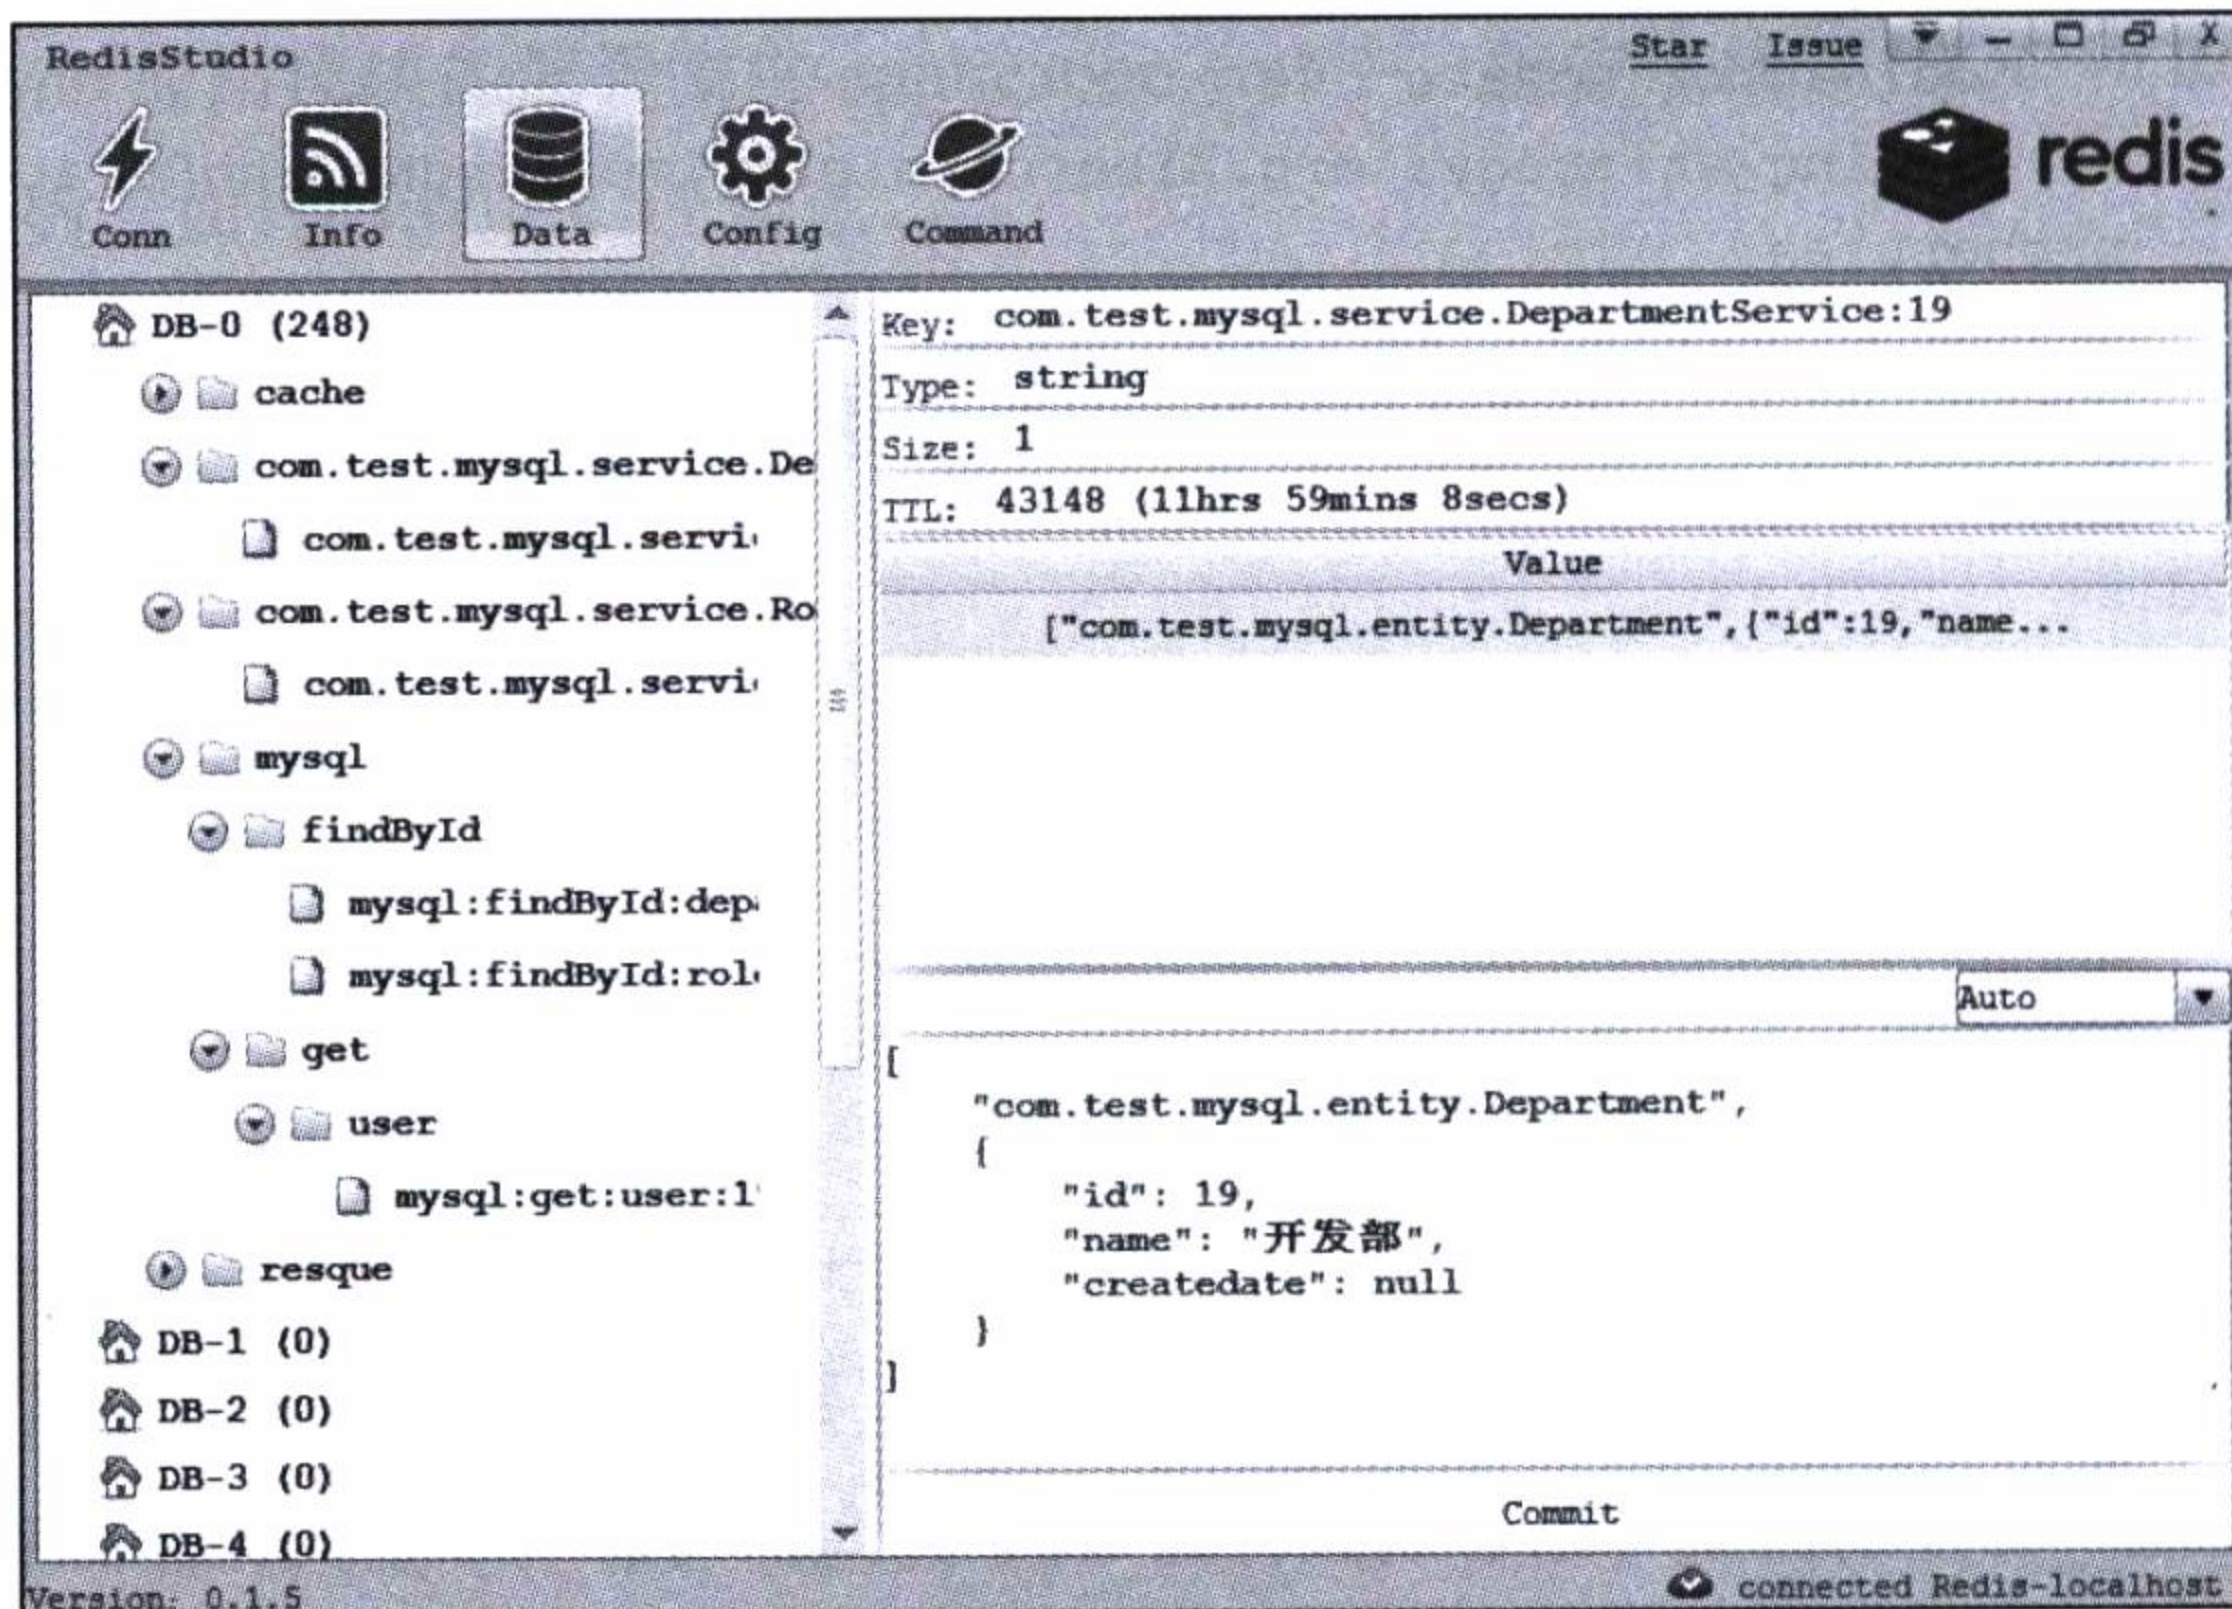 RedisStudio
Star Issue
Conn Info Data Config Command
redis
DB-0 (248)
cache
com.test.mysql.service.De
com.test.mysql.servi
com.test.mysql.service.Ro
com.test.mysql.servi
mysql
findById
mysql:findById:dep
mysql:findById:rol
get
user
mysql:get:user:1
resque
DB-1 (0)
DB-2 (0)
DB-3 (0)
DB-4 (0)
Key: com.test.mysql.service.DepartmentService:19
Type: string
Size: 1
TTL: 43148 (11hrs 59mins 8secs)
Value
["com.test.mysql.entity.Department",{"id":19,"name...
Auto
[
"com.test.mysql.entity.Department",
{
"id": 19,
"name": "开发部",
"createdate": null
}
]
Commit
Version: 0.1.5
connected Redis-localhost